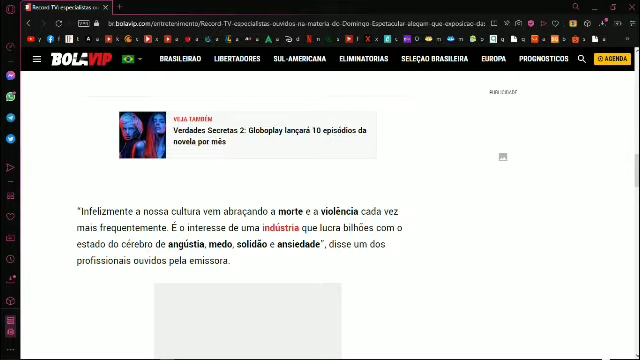 Record TV: especialistas ou
br.bolavip.com/entretenimento/Record-TV-especialistas-ouvidos-na-materia-do-Domingo-Espetacular-alegam-que-exposicao-das
BOLAVIP
BRASILEIRÃO LIBERTADORES SUL-AMERICANA ELIMINATORIAS SELEÇÃO BRASILEIRA EUROPA PROGNÓSTICOS AGENDA
PUBLICIDADE
VEJA TAMBÉM
Verdades Secretas 2: Globoplay lançará 10 episódios da
novela por mês
“Infelizmente a nossa cultura vem abraçando a morte e a violência cada vez
mais frequentemente. É o interesse de uma indústria que lucra bilhões com o
estado do cérebro de angústia, medo, solidão e ansiedade”, disse um dos
profissionais ouvidos pela emissora.